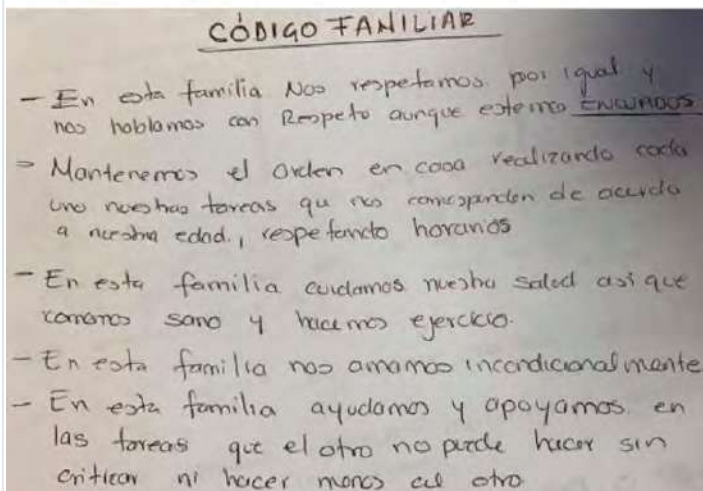 CÓDIGO FAMILIAR
- En esta familia Nos respetamos por igual y
nos hablamos con Respeto aunque estemos ENOJADOS
- Mantenemos el orden en casa realizando cada
uno nuestras tareas qu nos corresponden de acuerdo
a nuestra edad, respetando horarios
- En esta familia cuidamos nuestra salud así que
comemos sano y hacemos ejercicio.
- En esta familia nos amamos incondicionalmente
- En esta familia ayudamos y apoyamos en
las tareas que el otro no puede hacer sin
criticar ni hacer menos al otro